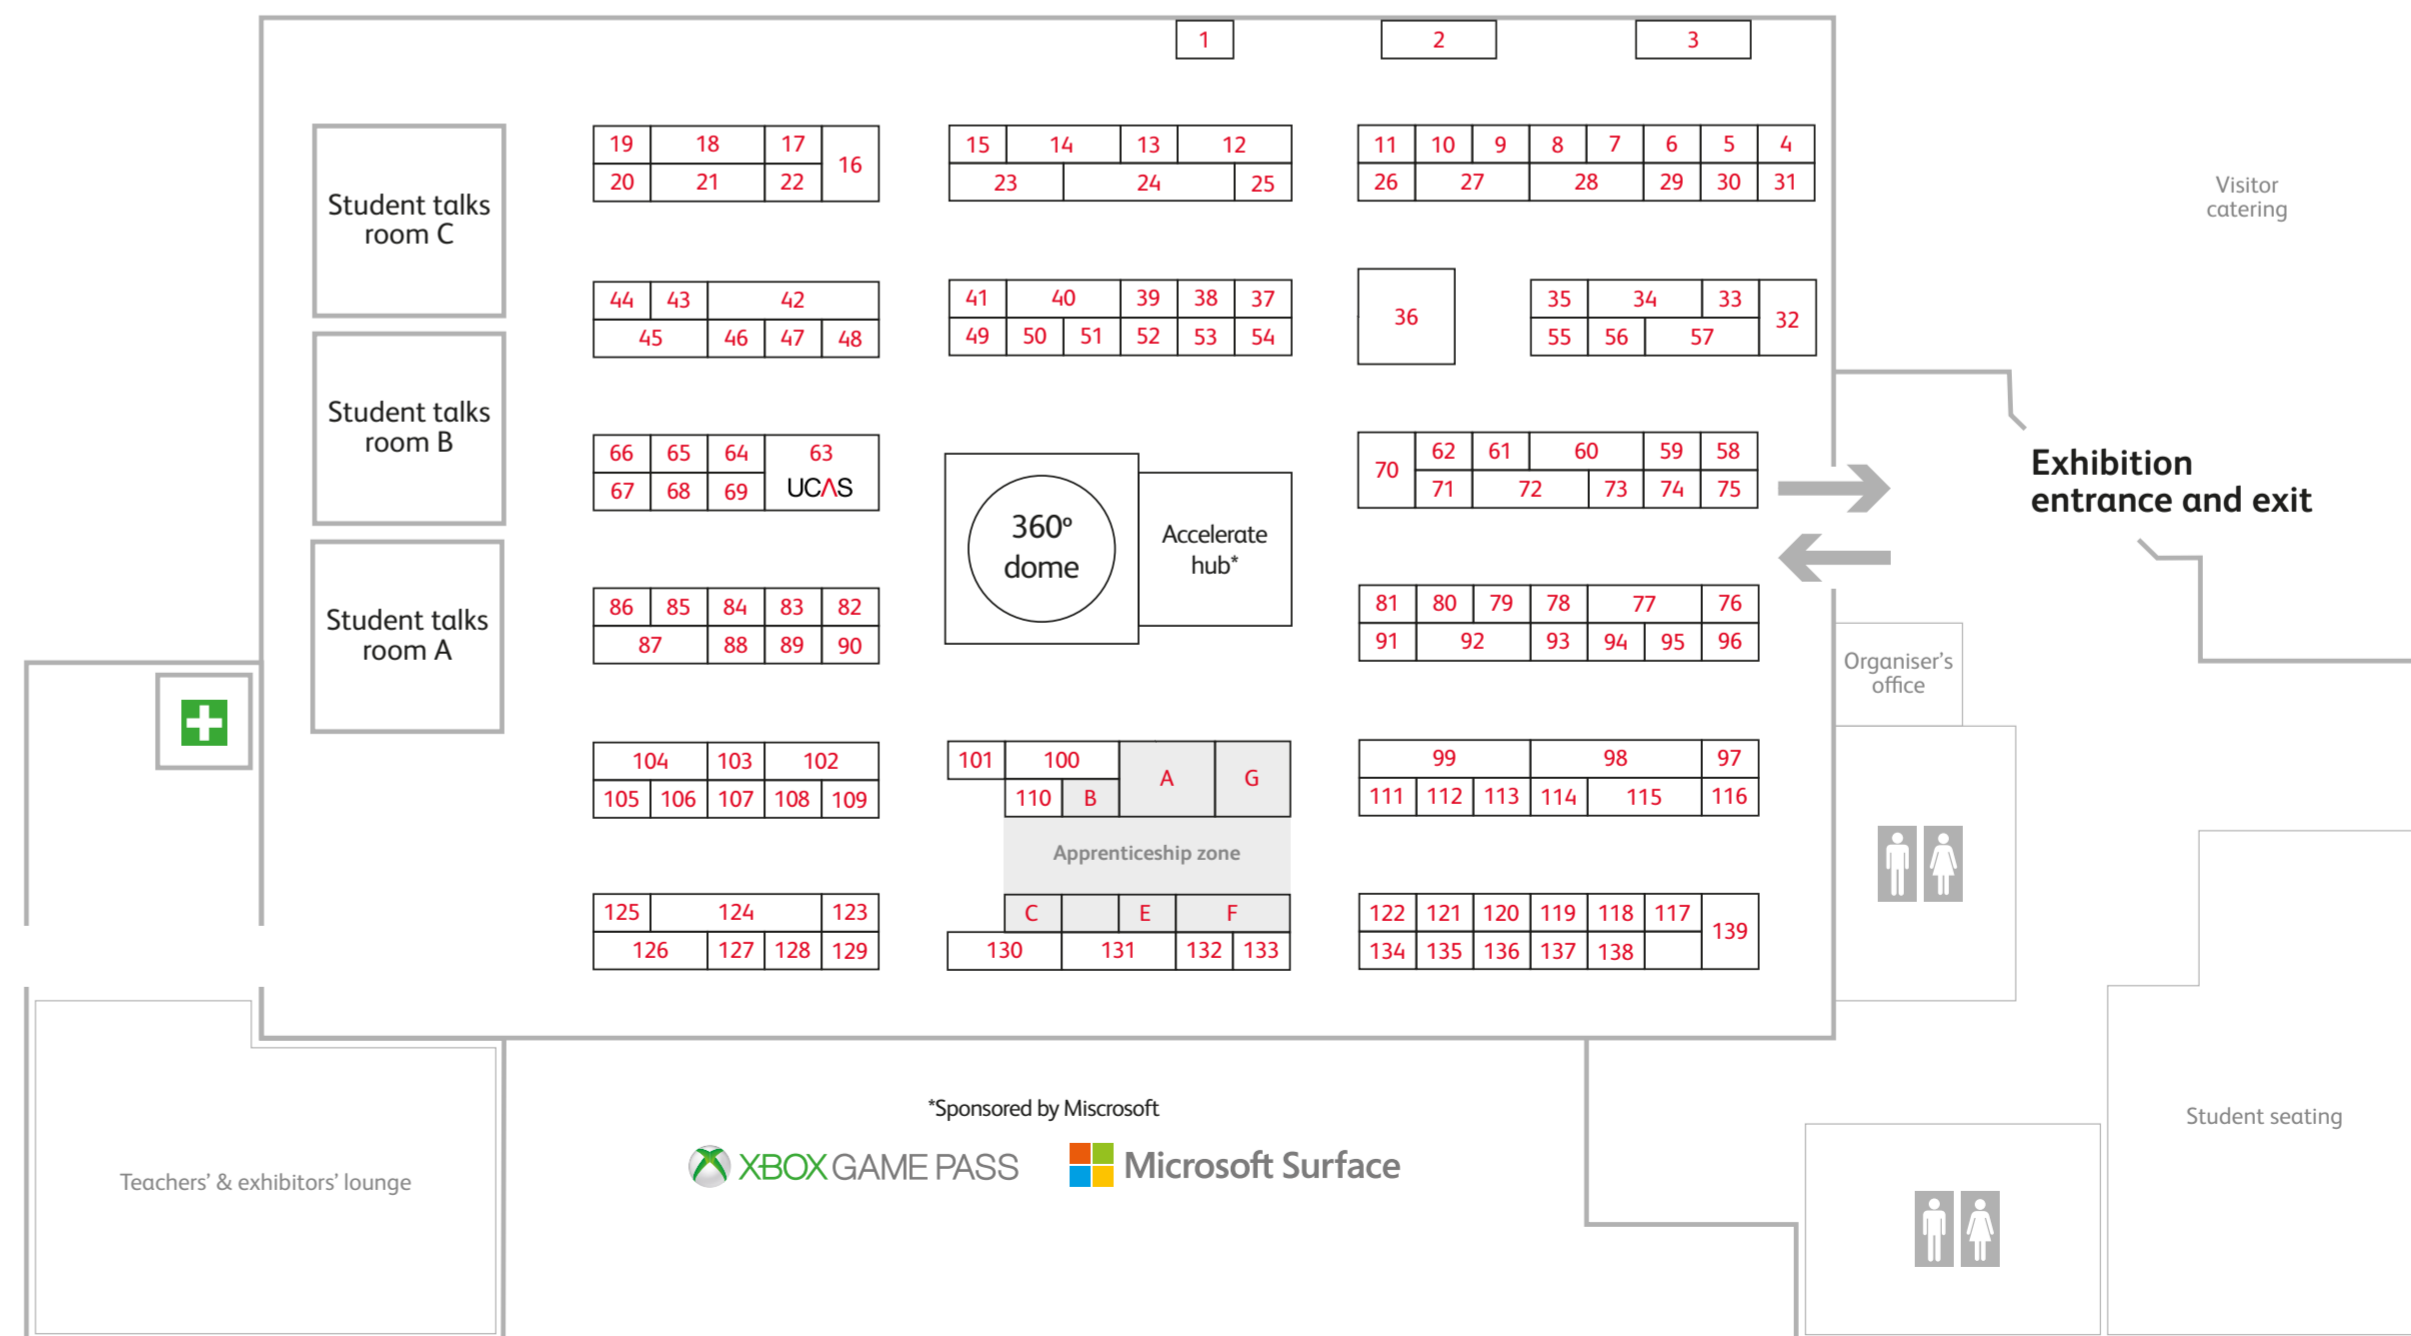 1 2 3
19 18 17 16 15 14 13 12 11 10 9 8 7 6 5 4
20 21 22 23 24 25 26 27 28 29 30 31
Visitor
catering
Student talks
room C
44 43 42 41 40 39 38 37 36 35 34 33 32
45 46 47 48 49 50 51 52 53 54 55 56 57
Student talks
room B
66 65 64 63 70 62 61 60 59 58
67 68 69 UCAS 71 72 73 74 75
Exhibition
entrance and exit
360º
dome
Accelerate
hub*
Student talks
room A
86 85 84 83 82 81 80 79 78 77 76
87 88 89 90 91 92 93 94 95 96
Organiser's
office
104 103 102 101 100 A G 99 98 97
105 106 107 108 109 110 B 111 112 113 114 115 116
Apprenticeship zone
125 124 123 C E F 122 121 120 119 118 117 139
126 127 128 129 130 131 132 133 134 135 136 137 138
*Sponsored by Miscrosoft
XBOX GAME PASS Microsoft Surface
Student seating
Teachers' & exhibitors' lounge